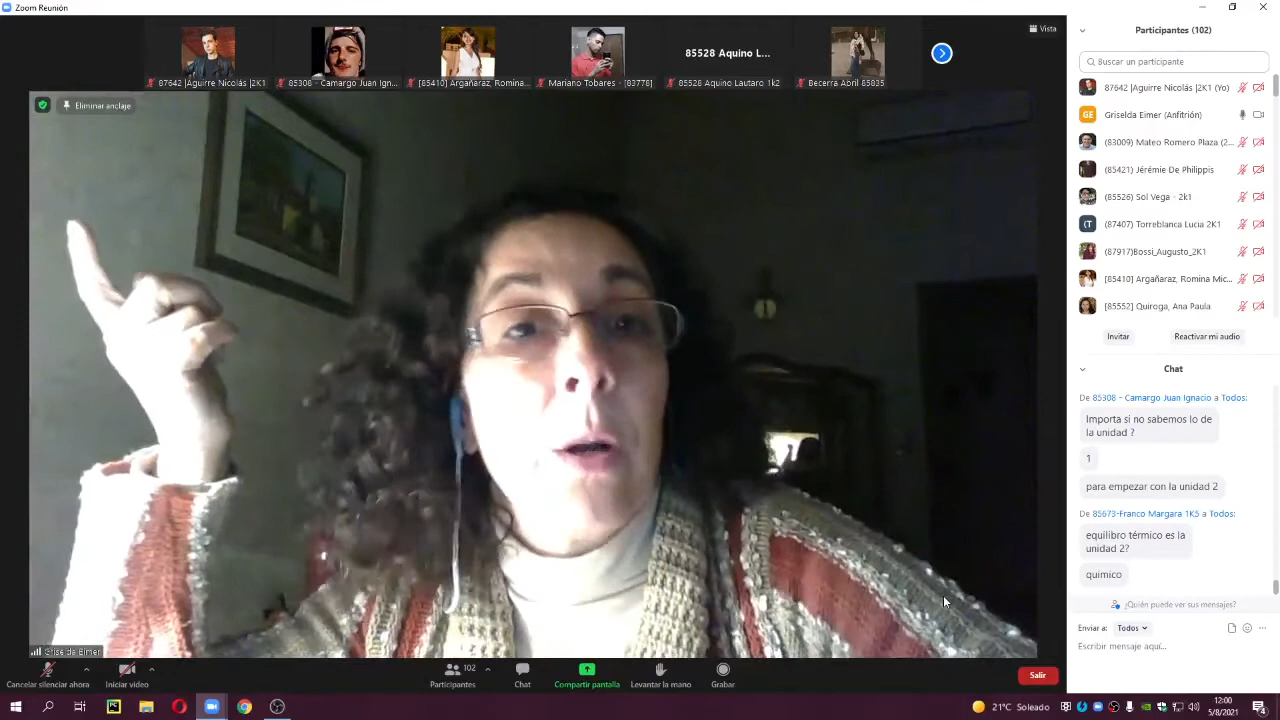 Zoom Reunión
Vista
87642 |Aguirre Nicolás |2K1
85308 - Camargo Juan Ign...
[85410] Argañaraz, Romina...
Mariano Tobares - [83778]
85528 Aquino L...
85528 Aquino Lautaro 1k2
Becerra Abril 85835
Eliminar anclaje
Grise de Eimer
Participantes (102)
Buscar un participante
87642 |Aguirre Nicolás |2K1 (Yo)
GE
Griselda Eimer (Anfitrión)
(83009) Mateo Romero Plaza (2...
(85421) Jérémie De Philippis
(85526) Sol Vega - 2k1
(T
(87407) Torreblanca Lucia 2K1
(87917)Bossi_Augusto_2K1
[85410] Argañaraz, Romina Mic...
[85552] Quiroga, Ana Paula
Invitar
Reactivar mi audio
Chat
De 85308 - Camargo Juan Ignacio a Todos:
Importa si no sabemos lo de
la unidad ?
1
para empezar con la unidad 2
De 85673-Franco Margara 1K5 a Todos:
equilibro térmico es la
unidad 2?
quimico
¿Quién puede ver sus mensajes?
Enviar a:
Todos
Escribir mensaje aquí...
Cancelar silenciar ahora
Iniciar video
102
Participantes
Chat
Compartir pantalla
Levantar la mano
Grabar
Salir
21°C Soleado
12:00
5/8/2021